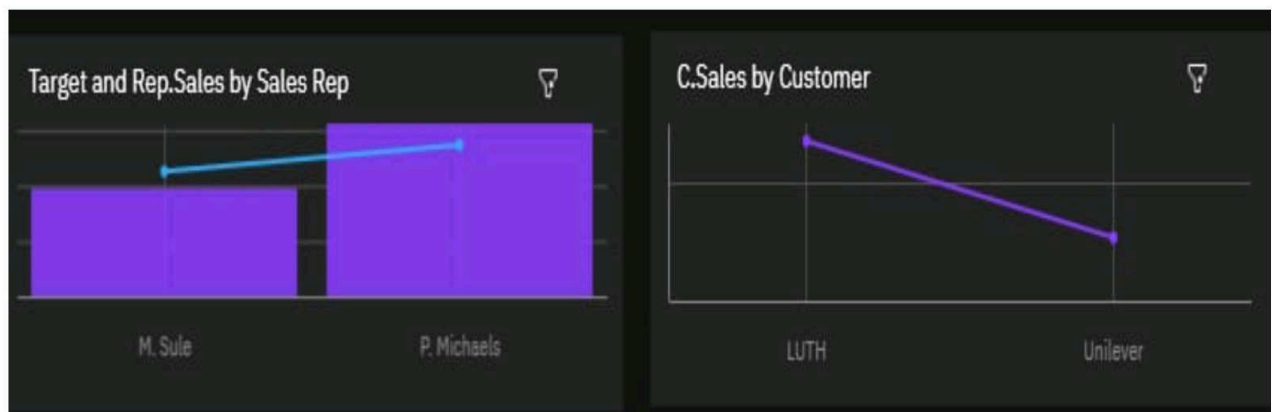 Target and Rep.Sales by Sales Rep
M. Sule
P. Michaels
C.Sales by Customer
LUTH
Unilever